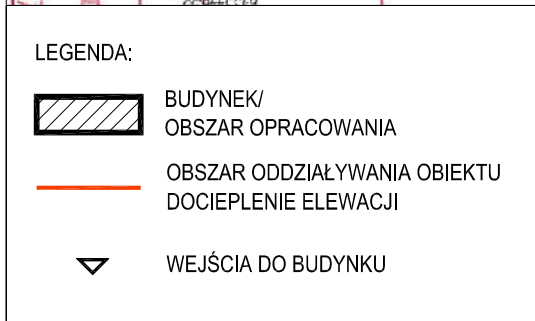 LEGENDA:
BUDYNEK/
OBSZAR OPRACOWANIA
OBSZAR ODDZIAŁYWANIA OBIEKTU
DOCIEPLENIE ELEWACJI
WEJŚCIA DO BUDYNKU